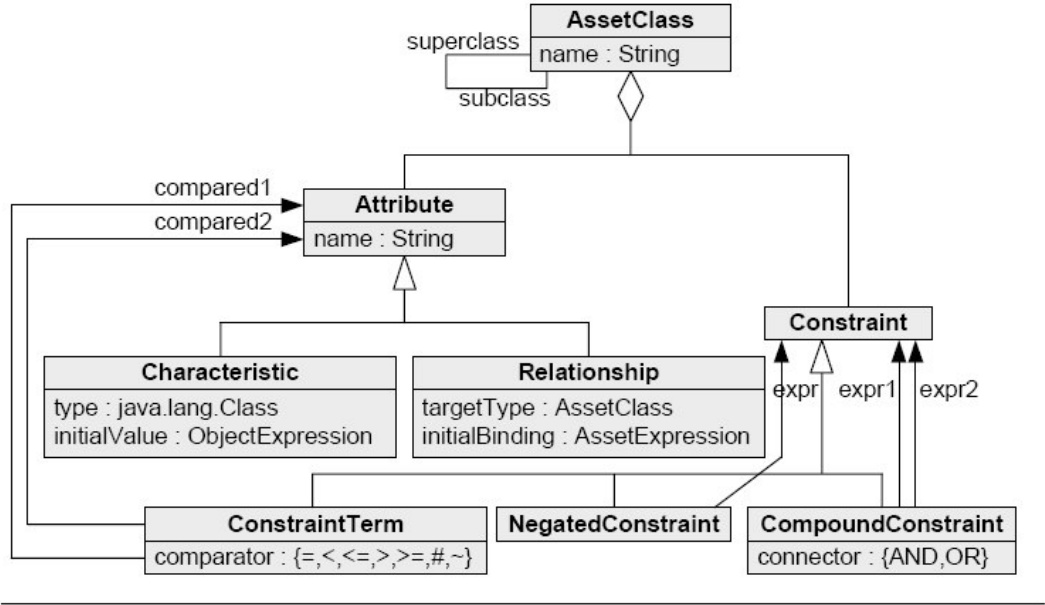 AssetClass
superclass
name : String
subclass
compared1
Attribute
compared2
name : String
Constraint
Characteristic
Relationship
expr
expr1
expr2
type : java.lang.Class
targetType : AssetClass
initialValue : ObjectExpression
initialBinding : AssetExpression
ConstraintTerm
NegatedConstraint
CompoundConstraint
comparator : {=,<,<=,>,>=,#,~}
connector : {AND,OR}